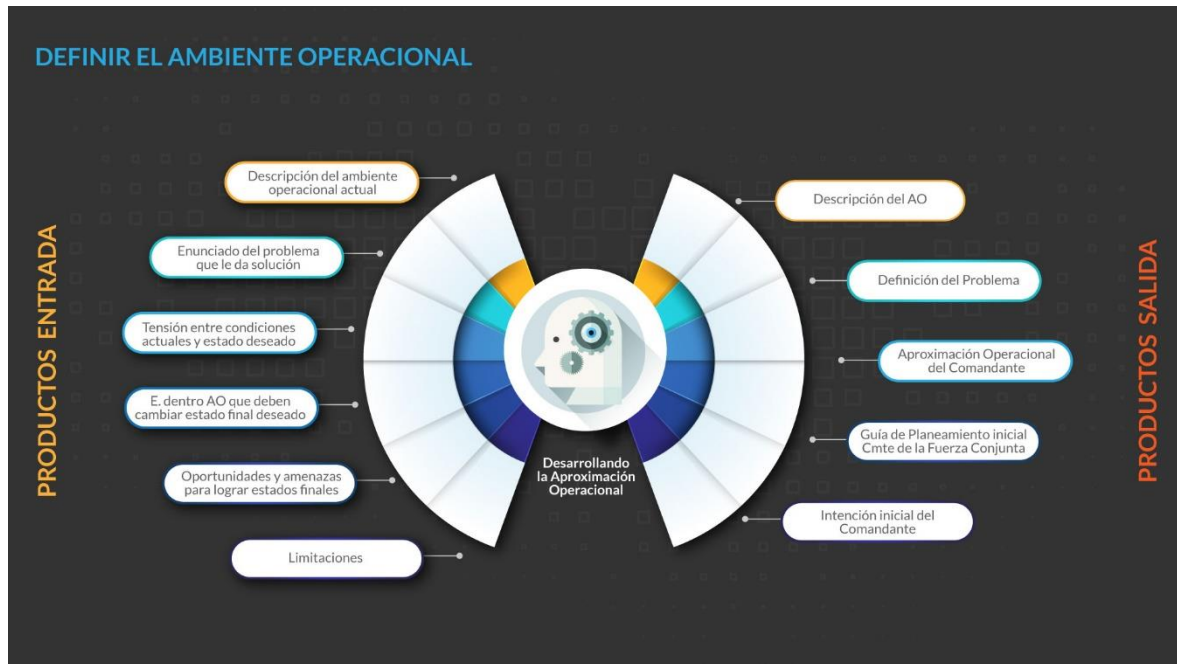 DEFINIR EL AMBIENTE OPERACIONAL
PRODUCTOS ENTRADA
Descripción del ambiente
operacional actual
Enunciado del problema
que le da solución
Tensión entre condiciones
actuales y estado deseado
E. dentro AO que deben
cambiar estado final deseado
Oportunidades y amenazas
para lograr estados finales
Limitaciones
Desarrollando
la Aproximación
Operacional
Descripción del AO
Definición del Problema
Aproximación Operacional
del Comandante
Guía de Planeamiento inicial
Cmte de la Fuerza Conjunta
Intención inicial del
Comandante
PRODUCTOS SALIDA